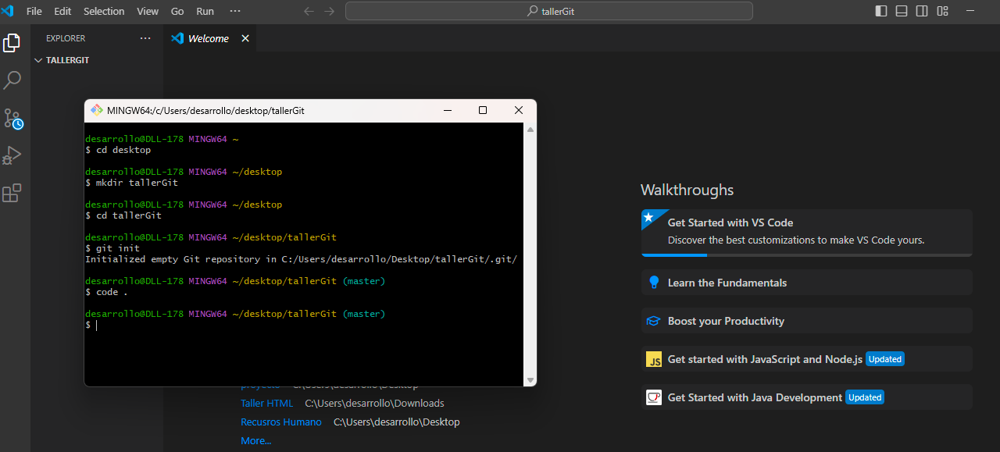 File Edit Selection View Go Run ···
tallerGit
EXPLORER ···
Welcome
TALLERGIT
MINGW64:/c/Users/desarrollo/desktop/tallerGit
desarrollo@DLL-178 MINGW64 ~
$ cd desktop
desarrollo@DLL-178 MINGW64 ~/desktop
$ mkdir tallerGit
desarrollo@DLL-178 MINGW64 ~/desktop
$ cd tallerGit
desarrollo@DLL-178 MINGW64 ~/desktop/tallerGit
$ git init
Initialized empty Git repository in C:/Users/desarrollo/Desktop/tallerGit/.git/
desarrollo@DLL-178 MINGW64 ~/desktop/tallerGit (master)
$ code .
desarrollo@DLL-178 MINGW64 ~/desktop/tallerGit (master)
$
proyecto C:\Users\desarrollo\Desktop
Taller HTML C:\Users\desarrollo\Downloads
Recusros Humano C:\Users\desarrollo\Desktop
More...
Walkthroughs
Get Started with VS Code
Discover the best customizations to make VS Code yours.
Learn the Fundamentals
Boost your Productivity
JS Get started with JavaScript and Node.js Updated
Get Started with Java Development Updated